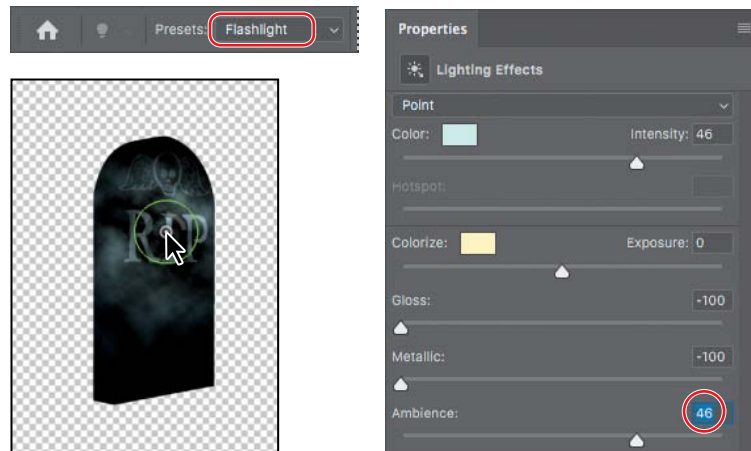 Presets: Flashlight
RIP
Properties
Lighting Effects
Point
Color:
Intensity: 46
Hotspot:
Colorize:
Exposure: 0
Gloss:
-100
Metallic:
-100
Ambience:
46